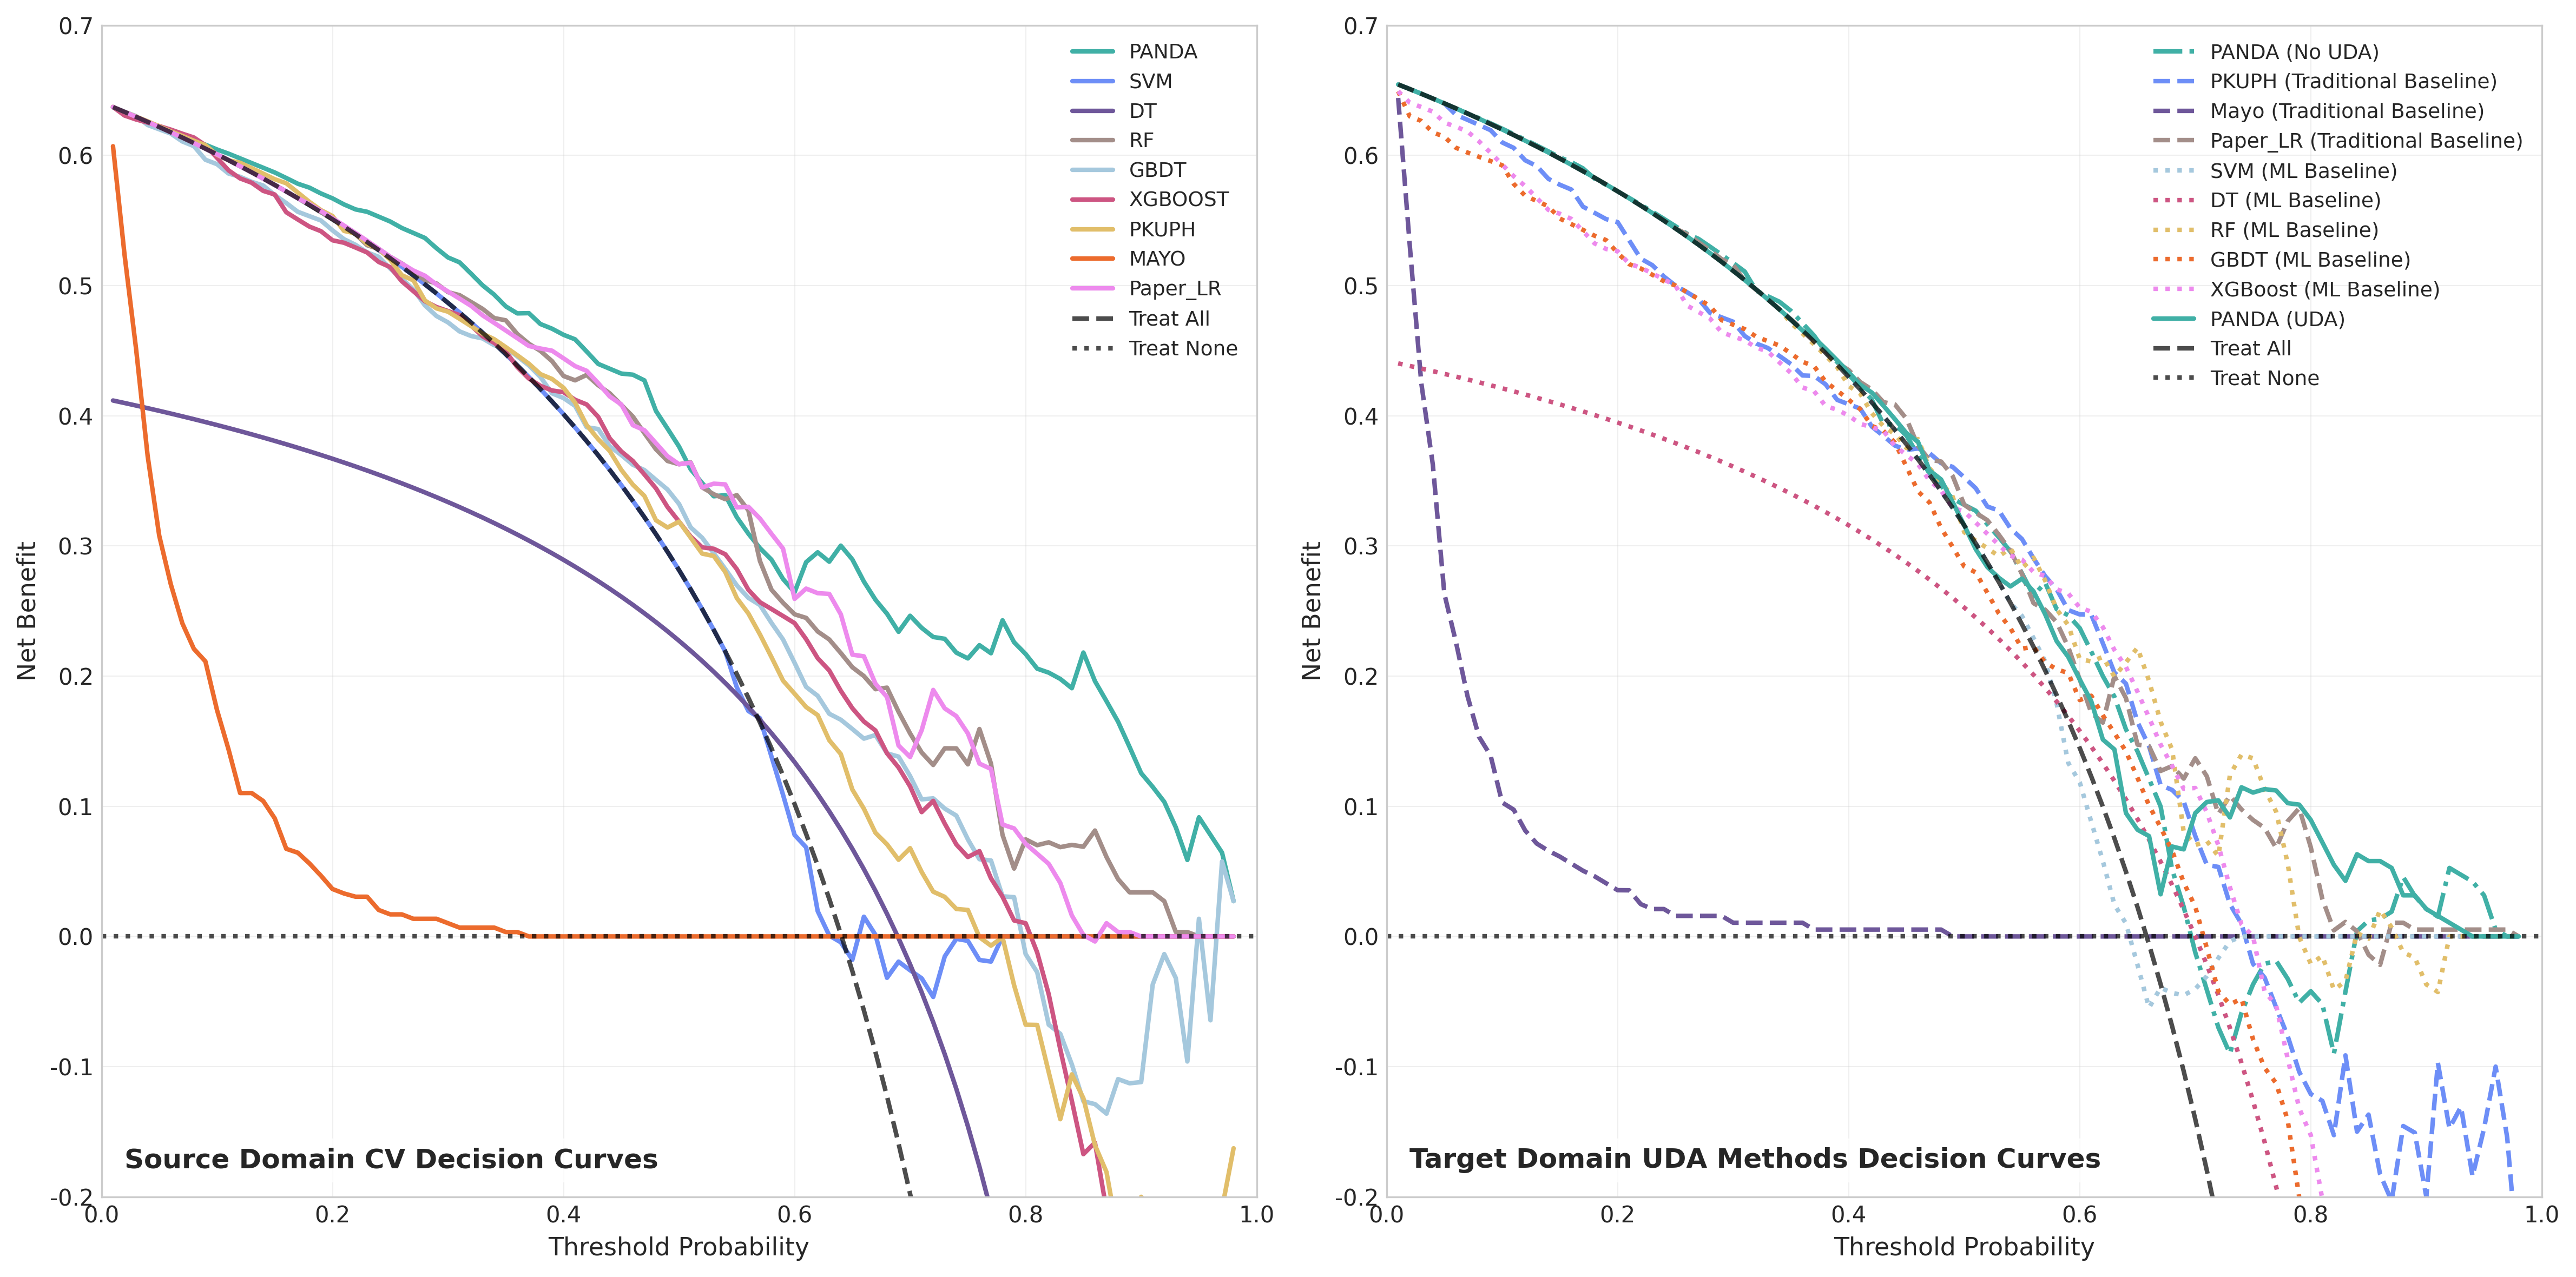 0.7
0.6
0.5
0.4
0.3
0.2
0.1
0.0
-0.1
-0.2
Net Benefit
PANDA
SVM
DT
RF
GBDT
XGBOOST
PKUPH
MAYO
Paper_LR
Treat All
Treat None
Source Domain CV Decision Curves
0.0 0.2 0.4 0.6 0.8 1.0
Threshold Probability
0.7
0.6
0.5
0.4
0.3
0.2
0.1
0.0
-0.1
-0.2
Net Benefit
PANDA (No UDA)
PKUPH (Traditional Baseline)
Mayo (Traditional Baseline)
Paper_LR (Traditional Baseline)
SVM (ML Baseline)
DT (ML Baseline)
RF (ML Baseline)
GBDT (ML Baseline)
XGBoost (ML Baseline)
PANDA (UDA)
Treat All
Treat None
Target Domain UDA Methods Decision Curves
0.0 0.2 0.4 0.6 0.8 1.0
Threshold Probability